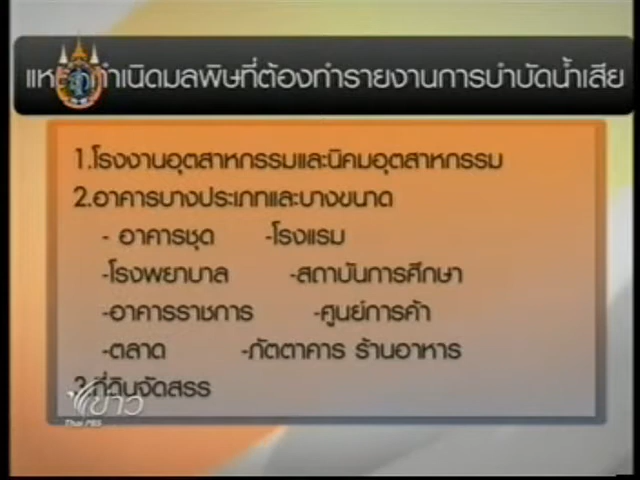 แหล่งกำเนิดมลพิษที่ต้องทำรายงานการบำบัดน้ำเสีย
1.โรงงานอุตสาหกรรมและนิคมอุตสาหกรรม
2.อาคารบางประเภทและบางขนาด
- อาคารชุด -โรงแรม
-โรงพยาบาล -สถาบันการศึกษา
-อาคารราชการ -ศูนย์การค้า
-ตลาด -ภัตตาคาร ร้านอาหาร
3.ที่ดินจัดสรร
ข่าว
Thai PBS